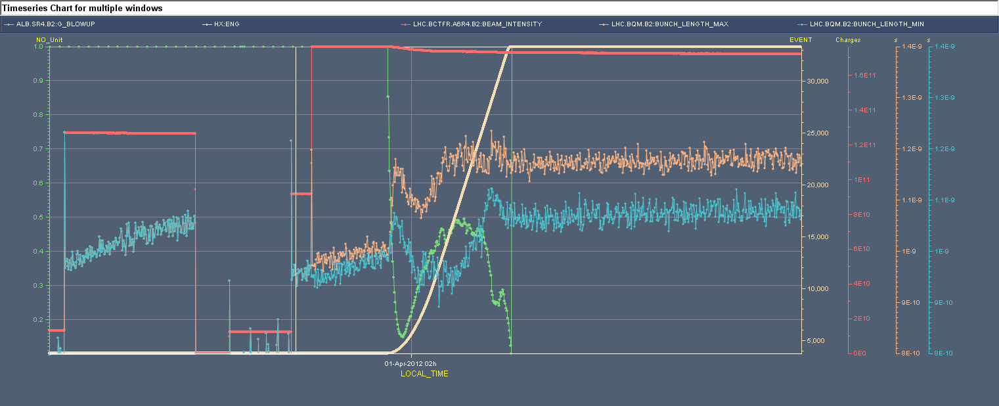 Timeseries Chart for multiple windows
ALB.SR4.B2:G_BLOWUP HX:ENG LHC.BCTFR.A6R4.B2:BEAM_INTENSITY LHC.BQM.B2:BUNCH_LENGTH_MAX LHC.BQM.B2:BUNCH_LENGTH_MIN
NO_Unit EVENT Charges s s
1.0 1.4E-9 1.4E-9
0.9 30,000 1.6E11
0.8 1.4E11 1.3E-9 1.3E-9
0.7 25,000 1.2E11 1.2E-9 1.2E-9
0.6 20,000 1E11
0.5 8E10 1.1E-9 1.1E-9
0.4 15,000 6E10 1E-9 1E-9
0.3 10,000 4E10 9E-10 9E-10
0.2 5,000 2E10
0E0 8E-10 8E-10
01-Apr-2012 02h
LOCAL_TIME